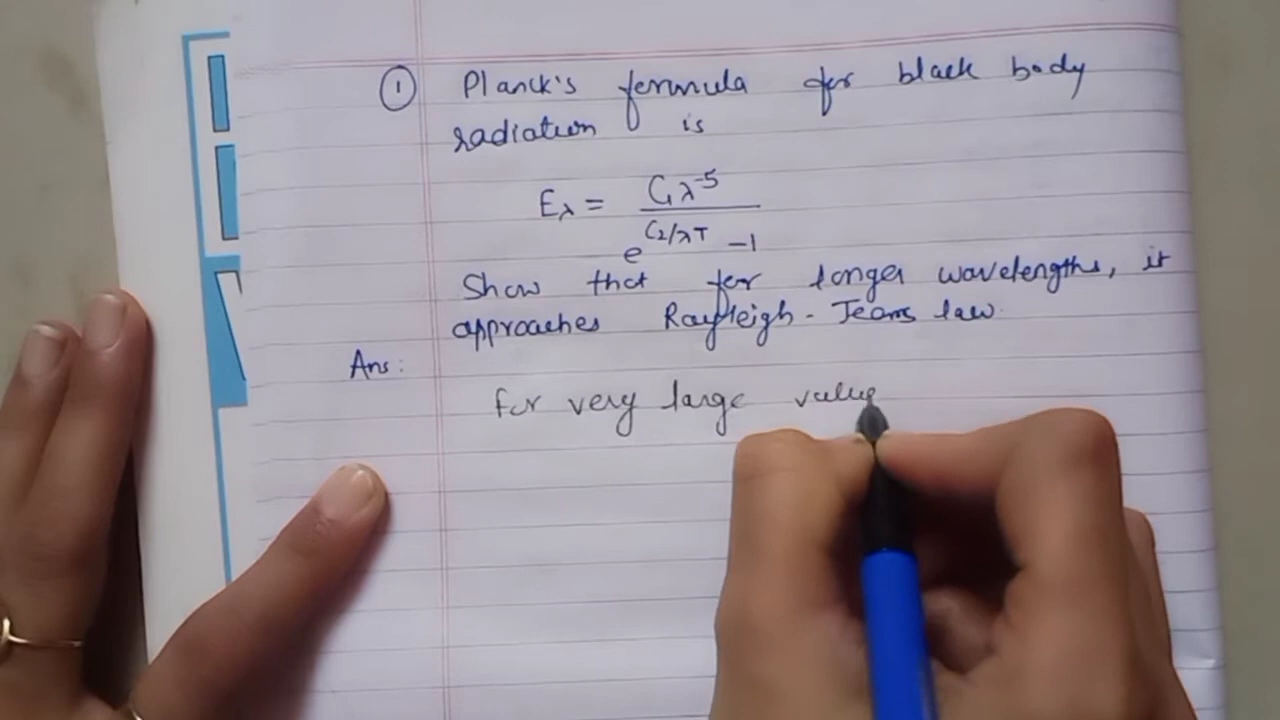 ① Planck's formula for black body
radiation is
Eλ = C₁λ⁻⁵ / e^(C₂/λT) - 1
Show that for longer wavelengths, it
approaches Rayleigh - Jeans law.
Ans:
for very large value